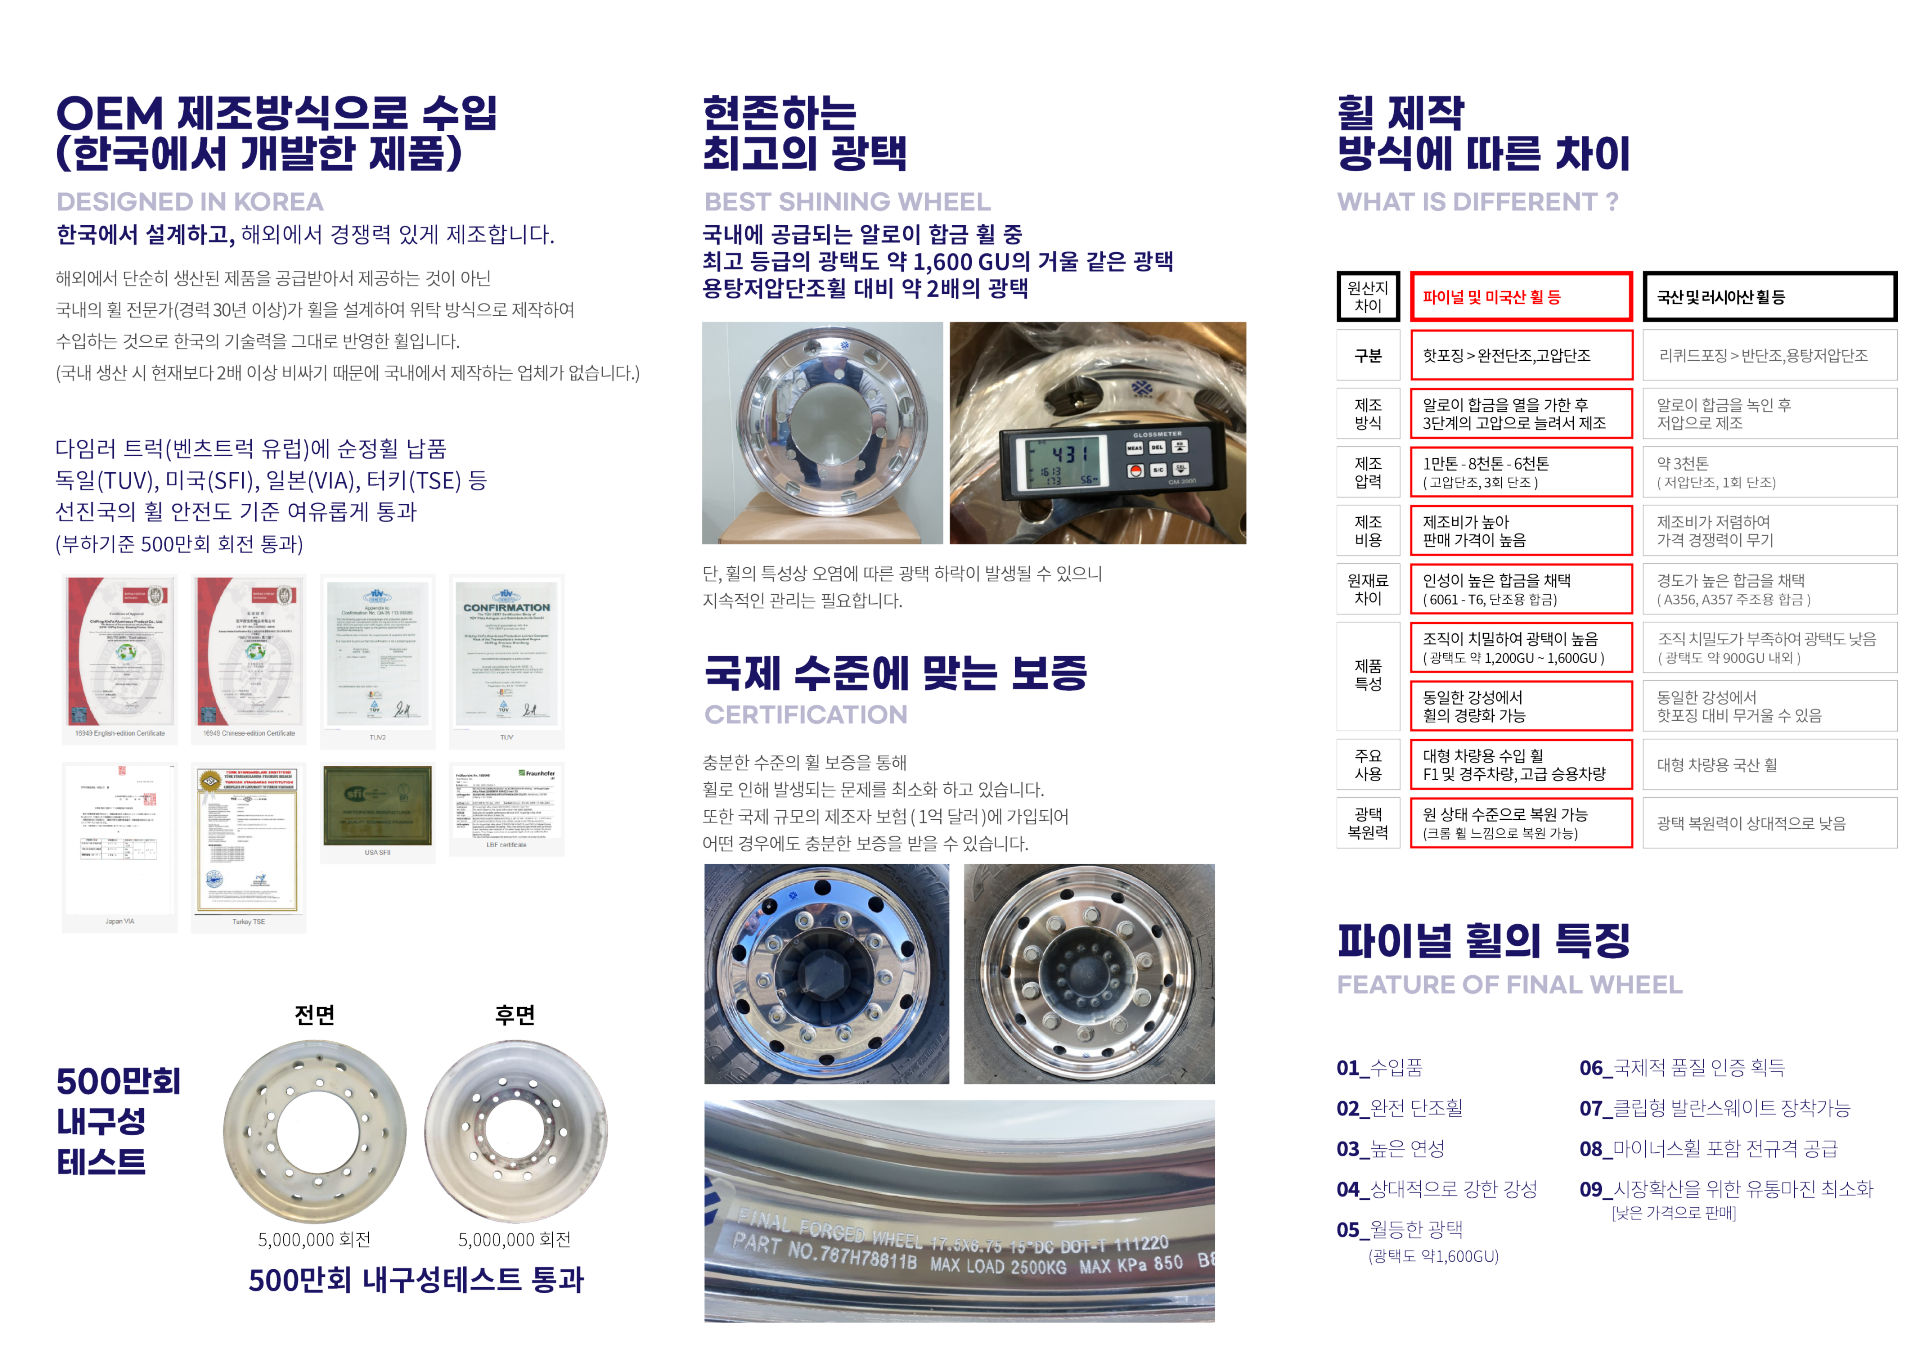 OEM 제조방식으로 수입
(한국에서 개발한 제품)
DESIGNED IN KOREA
한국에서 설계하고, 해외에서 경쟁력 있게 제조합니다.
해외에서 단순히 생산된 제품을 공급받아서 제공하는 것이 아닌
국내의 휠 전문가(경력 30년 이상)가 휠을 설계하여 위탁 방식으로 제작하여
수입하는 것으로 한국의 기술력을 그대로 반영한 휠입니다.
(국내 생산 시 현재보다 2배 이상 비싸기 때문에 국내에서 제작하는 업체가 없습니다.)
다임러 트럭(벤츠트럭 유럽)에 순정휠 납품
독일(TUV), 미국(SFI), 일본(VIA), 터키(TSE) 등
선진국의 휠 안전도 기준 여유롭게 통과
(부하기준 500만회 회전 통과)
CONFIRMATION
Fraunhofer
16949 English-edition Certificate
16949 Chinese-edition Certificate
TUV2
TUV
Japan VIA
Turkey TSE
USA SFI
LBF certificate
전면
후면
500만회
내구성
테스트
5,000,000 회전
5,000,000 회전
500만회 내구성테스트 통과
현존하는
최고의 광택
BEST SHINING WHEEL
국내에 공급되는 알로이 합금 휠 중
최고 등급의 광택도 약 1,600 GU의 거울 같은 광택
용탕저압단조휠 대비 약 2배의 광택
GLOSSMETER
431
1613
173
56
MEAS
DEL
S/C
GM-2000
단, 휠의 특성상 오염에 따른 광택 하락이 발생될 수 있으니
지속적인 관리는 필요합니다.
국제 수준에 맞는 보증
CERTIFICATION
충분한 수준의 휠 보증을 통해
휠로 인해 발생되는 문제를 최소화 하고 있습니다.
또한 국제 규모의 제조자 보험 ( 1억 달러 )에 가입되어
어떤 경우에도 충분한 보증을 받을 수 있습니다.
FINAL FORGED WHEEL 17.5X6.75 15°DC DOT-T 111220
PART NO.767H78611B MAX LOAD 2500KG MAX KPa 850
휠 제작
방식에 따른 차이
WHAT IS DIFFERENT ?
원산지
차이
파이널 및 미국산 휠 등
국산 및 러시아산 휠 등
구분
핫포징 > 완전단조,고압단조
리퀴드포징 > 반단조,용탕저압단조
제조
방식
알로이 합금을 열을 가한 후
3단계의 고압으로 늘려서 제조
알로이 합금을 녹인 후
저압으로 제조
제조
압력
1만톤 - 8천톤 - 6천톤
( 고압단조, 3회 단조 )
약 3천톤
( 저압단조, 1회 단조)
제조
비용
제조비가 높아
판매 가격이 높음
제조비가 저렴하여
가격 경쟁력이 무기
원재료
차이
인성이 높은 합금을 채택
( 6061 - T6, 단조용 합금)
경도가 높은 합금을 채택
( A356, A357 주조용 합금 )
제품
특성
조직이 치밀하여 광택이 높음
( 광택도 약 1,200GU ~ 1,600GU )
조직 치밀도가 부족하여 광택도 낮음
( 광택도 약 900GU 내외 )
동일한 강성에서
휠의 경량화 가능
동일한 강성에서
핫포징 대비 무거울 수 있음
주요
사용
대형 차량용 수입 휠
F1 및 경주차량, 고급 승용차량
대형 차량용 국산 휠
광택
복원력
원 상태 수준으로 복원 가능
(크롬 휠 느낌으로 복원 가능)
광택 복원력이 상대적으로 낮음
파이널 휠의 특징
FEATURE OF FINAL WHEEL
01_수입품
02_완전 단조휠
03_높은 연성
04_상대적으로 강한 강성
05_월등한 광택
(광택도 약1,600GU)
06_국제적 품질 인증 획득
07_클립형 발란스웨이트 장착가능
08_마이너스휠 포함 전규격 공급
09_시장확산을 위한 유통마진 최소화
[낮은 가격으로 판매]